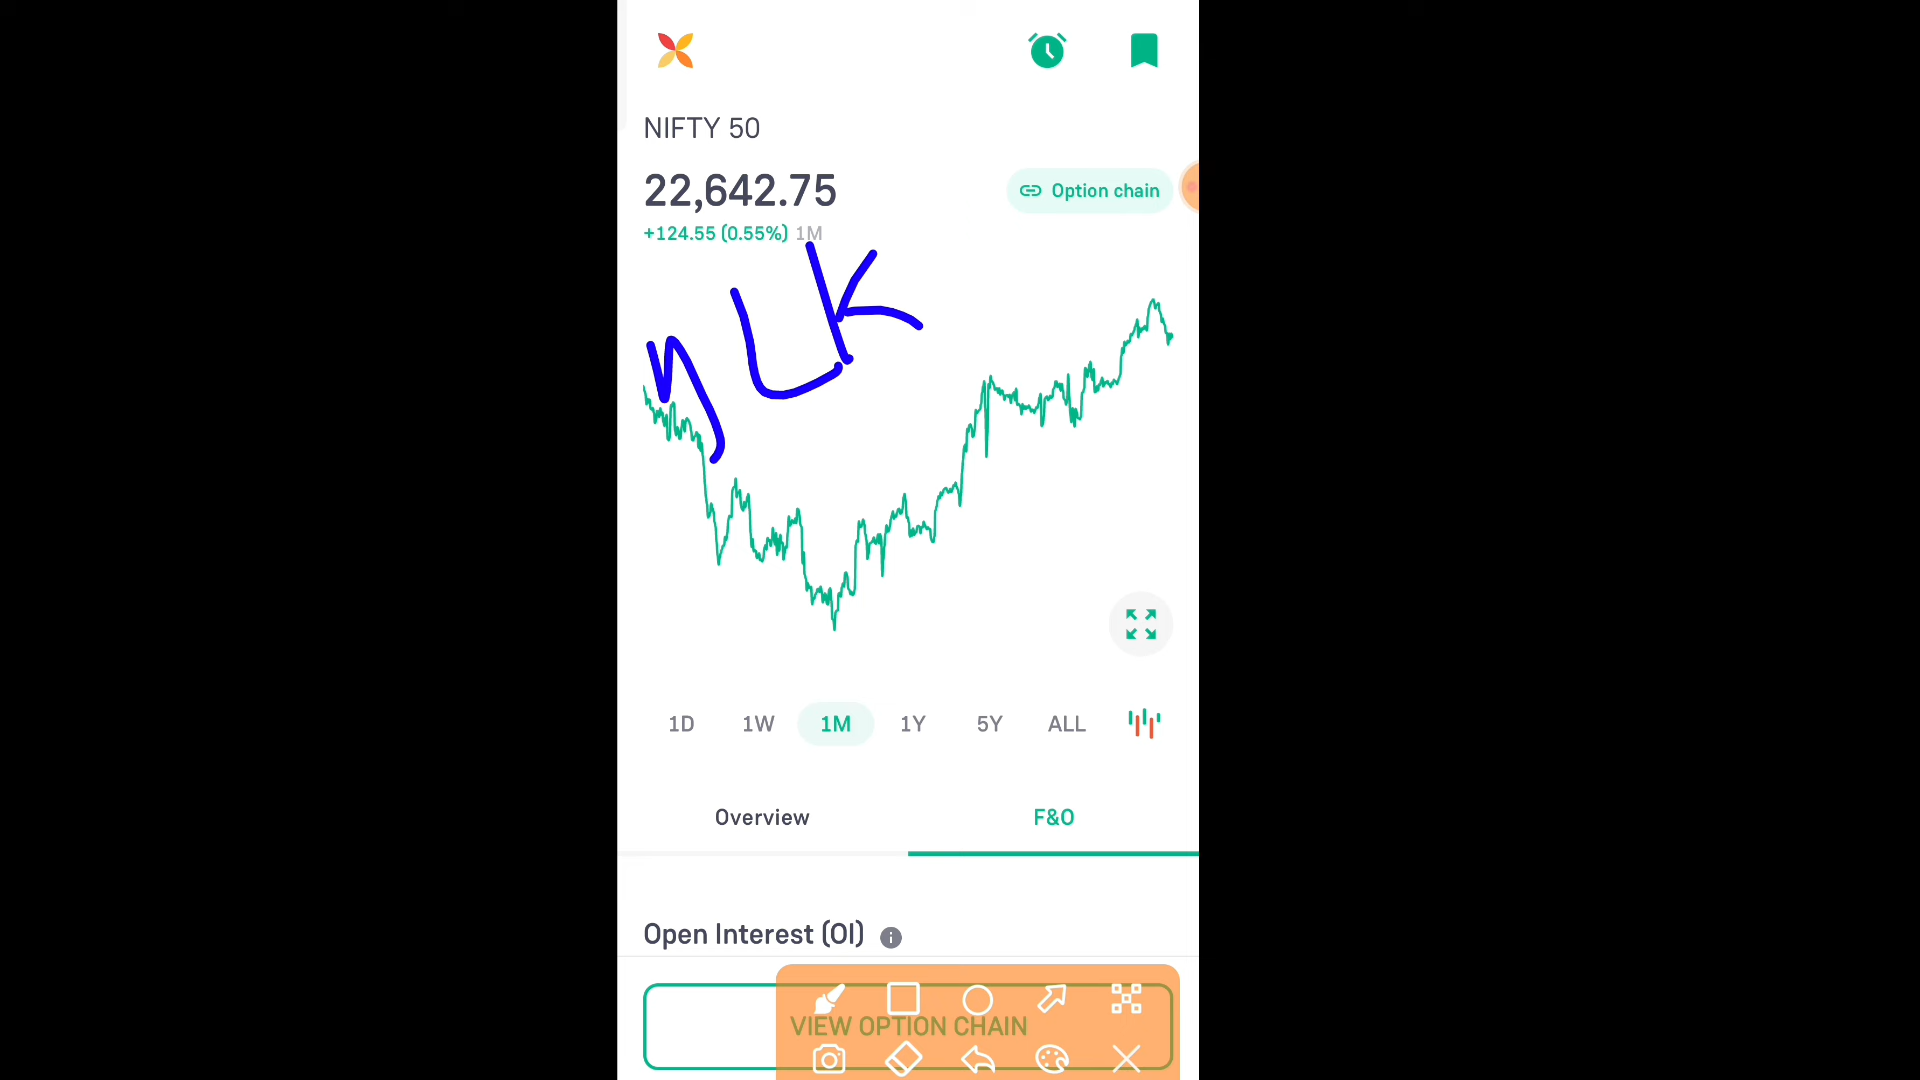 NIFTY 50
22,642.75
Option chain
+124.55 (0.55%) 1M
1D 1W 1M 1Y 5Y ALL
Overview F&O
Open Interest (OI)
VIEW OPTION CHAIN